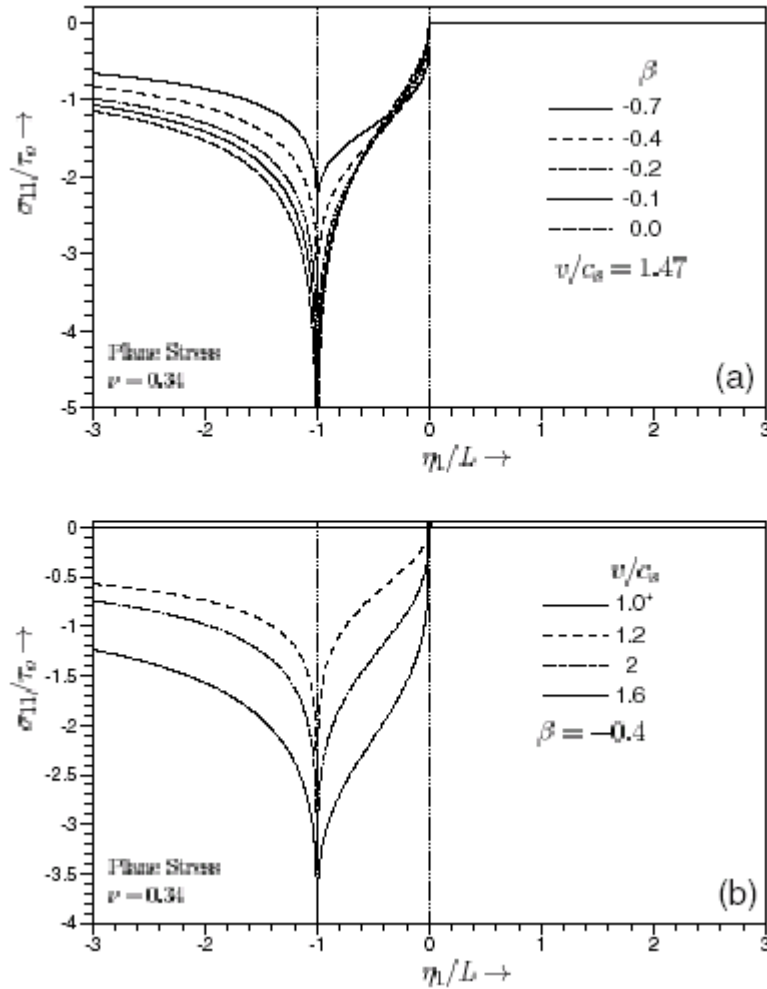 0
-1
-2
-3
-4
-5
σ11/τo →
β
-0.7
-0.4
-0.2
-0.1
0.0
v/cs = 1.47
Plane Stress
ν = 0.34
(a)
-3 -2 -1 0 1 2 3
η1/L →
0
-0.5
-1
-1.5
-2
-2.5
-3
-3.5
-4
σ11/τo →
v/cs
1.0+
1.2
2
1.6
β = -0.4
Plane Stress
ν = 0.34
(b)
-3 -2 -1 0 1 2 3
η1/L →